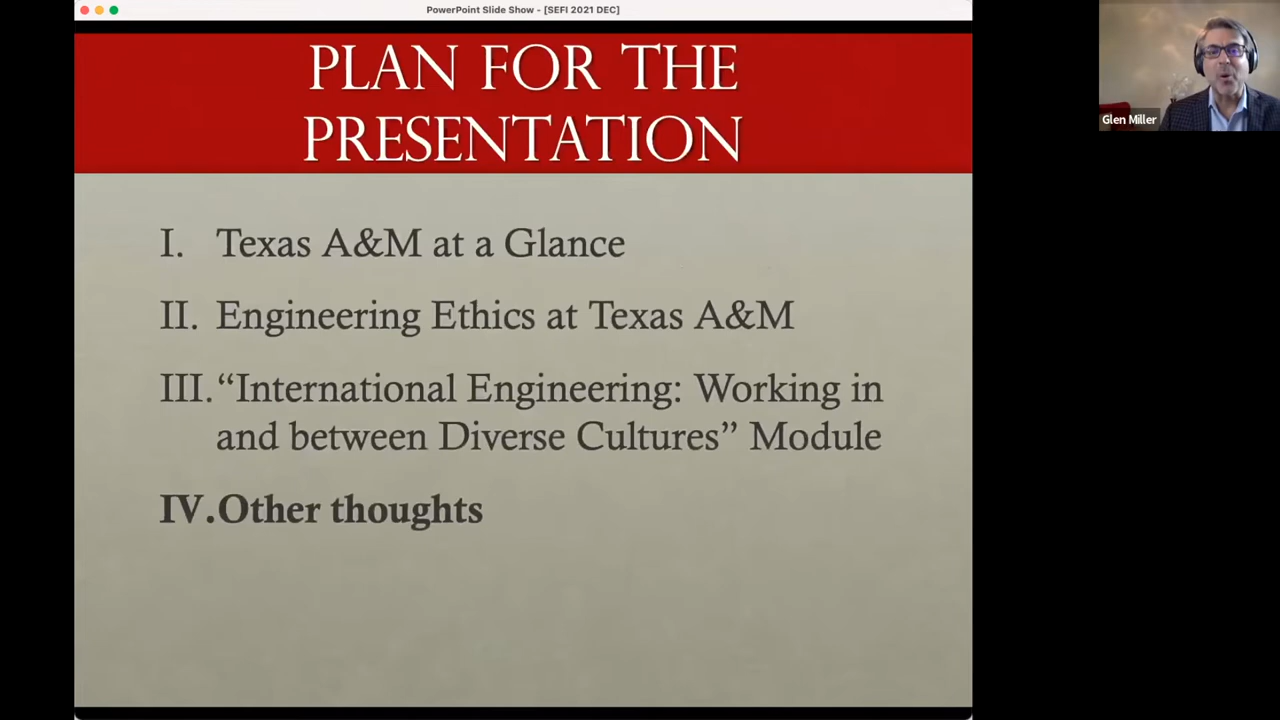 PowerPoint Slide Show - [SEFI 2021 DEC]
PLAN FOR THE
PRESENTATION
I. Texas A&M at a Glance
II. Engineering Ethics at Texas A&M
III. “International Engineering: Working in
and between Diverse Cultures” Module
IV. Other thoughts
Glen Miller